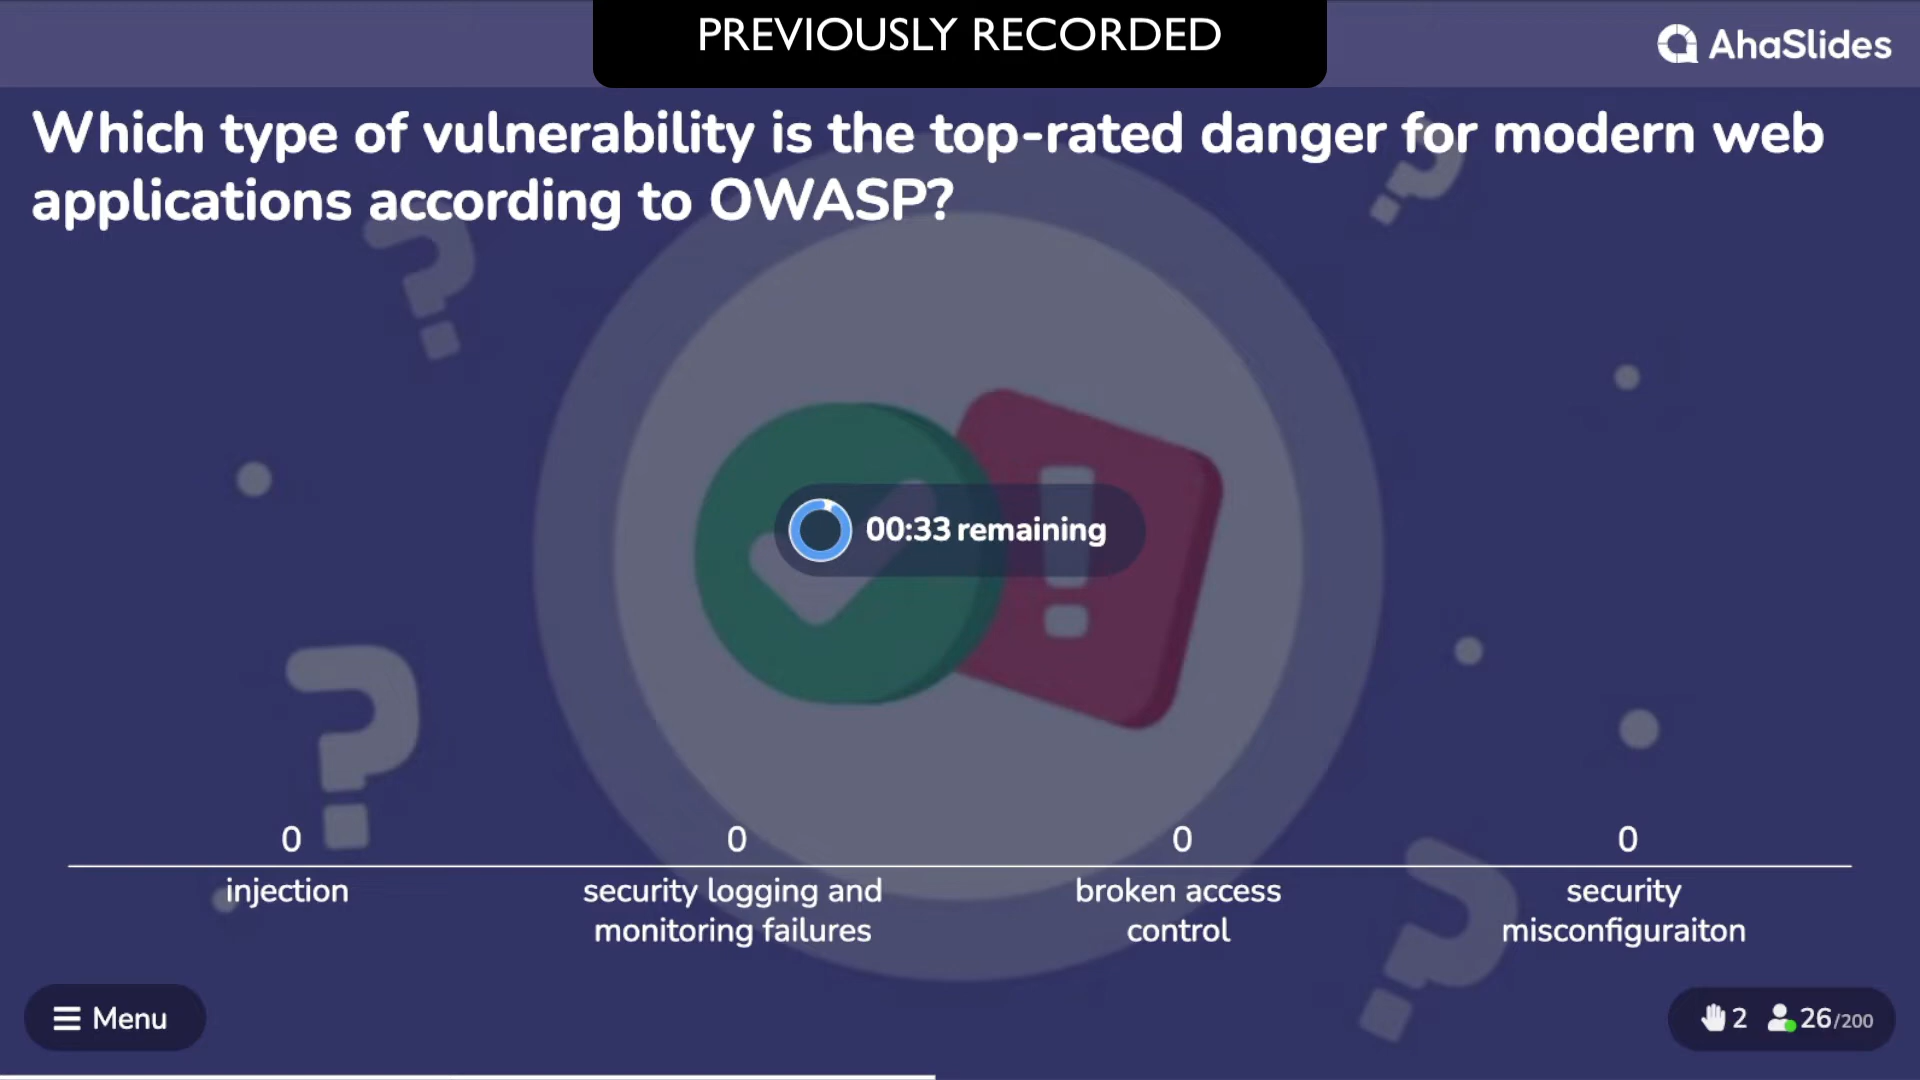 PREVIOUSLY RECORDED
AhaSlides
Which type of vulnerability is the top-rated danger for modern web
applications according to OWASP?
00:33 remaining
0 0 0 0
injection
security logging and
monitoring failures
broken access
control
security
misconfiguraiton
Menu
2 26/200